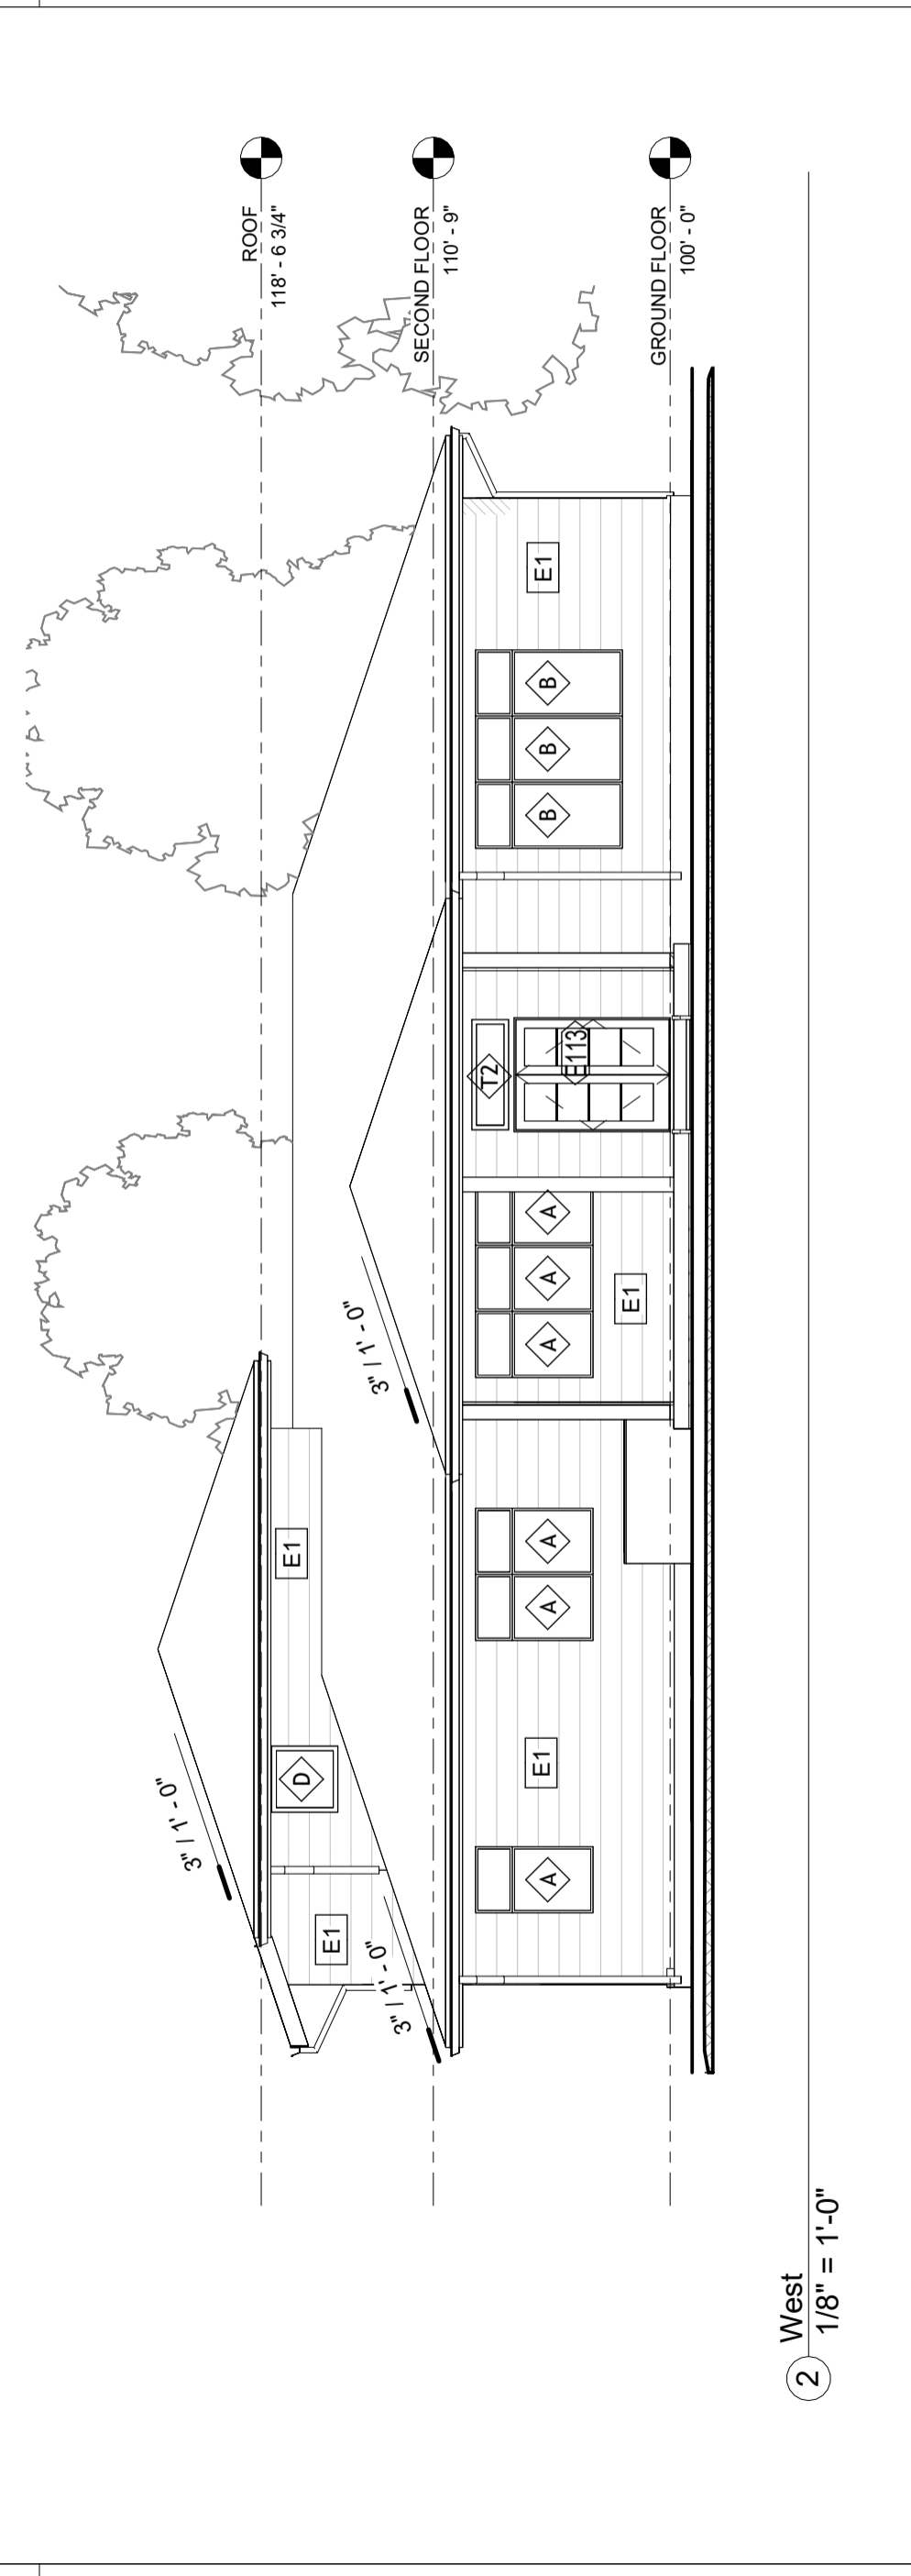 ROOF
118' - 6 3/4"
3" / 1' - 0"
E1
D
E1
3" / 1' - 0"
3" / 1' - 0"
SECOND FLOOR
110' - 9"
A
E1
A
A
A
A
A
E1
T2
E113
B
B
B
E1
GROUND FLOOR
100' - 0"
2
West
1/8" = 1'-0"